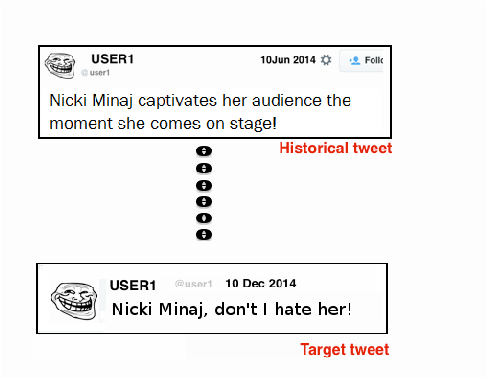 USER1
10Jun 2014
@user1
Nicki Minaj captivates her audience the
moment she comes on stage!
Historical tweet
USER1 @user1 10 Dec 2014
Nicki Minaj, don't I hate her!
Target tweet